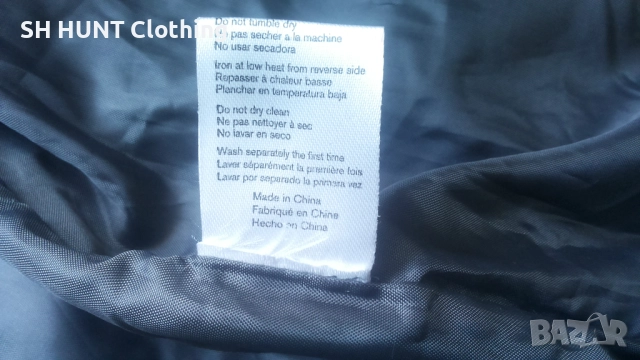 SH HUNT Clothing
Do not tumble dry
pas secher a la machine
No usar secadora
Iron at low heat from reverse side
Repasser à chaleur basse
Planchar en temperatura baja
Do not dry clean
Ne pas nettoyer à sec
No lavar en seco
Wash separately the first time
Laver séparément la première fois
Lavar por separado la primara vez
Made in China
Fabriqué en Chine
Hecho en China
BAZAR